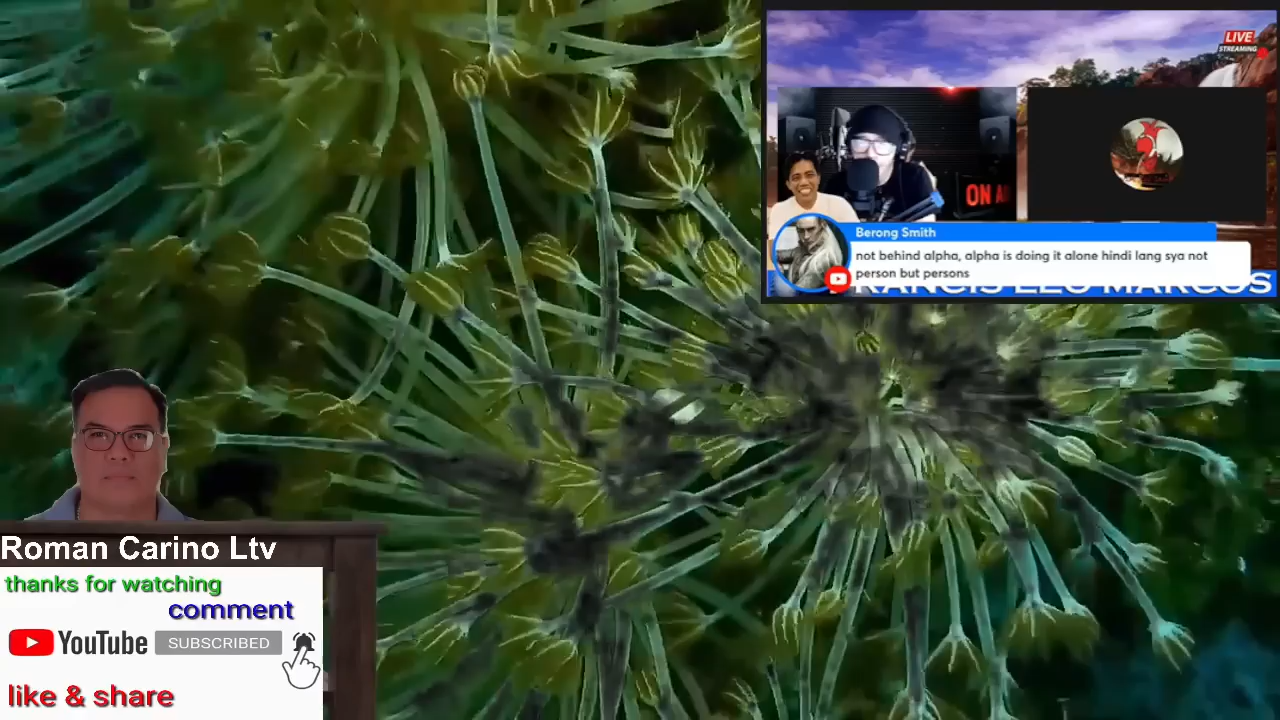 LIVE
STREAMING
ON
Berong Smith
not behind alpha, alpha is doing it alone hindi lang sya not
person but persons
Roman Carino Ltv
thanks for watching
comment
YouTube SUBSCRIBED
like & share